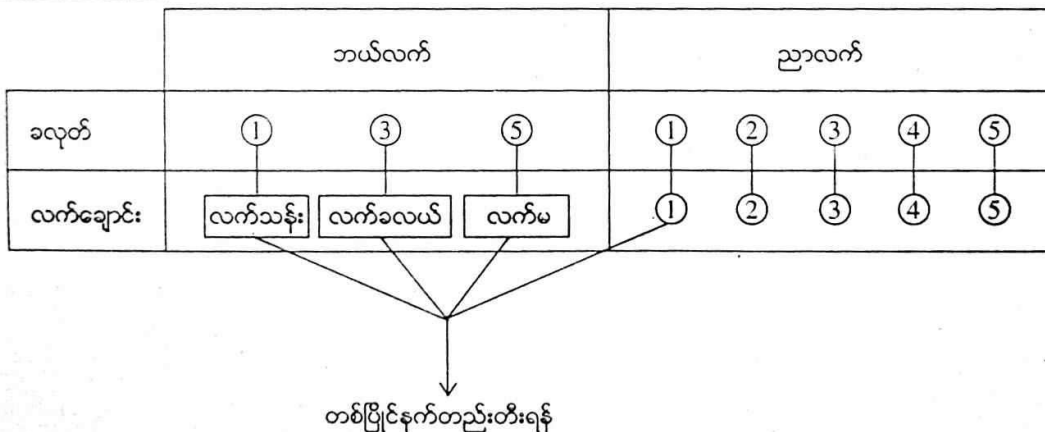 ဘယ်လက် ညာလက်
ခလုတ် ① ③ ⑤ ① ② ③ ④ ⑤
လက်ချောင်း လက်သန်း လက်ခလယ် လက်မ ① ② ③ ④ ⑤
တစ်ပြိုင်နက်တည်းတီးရန်